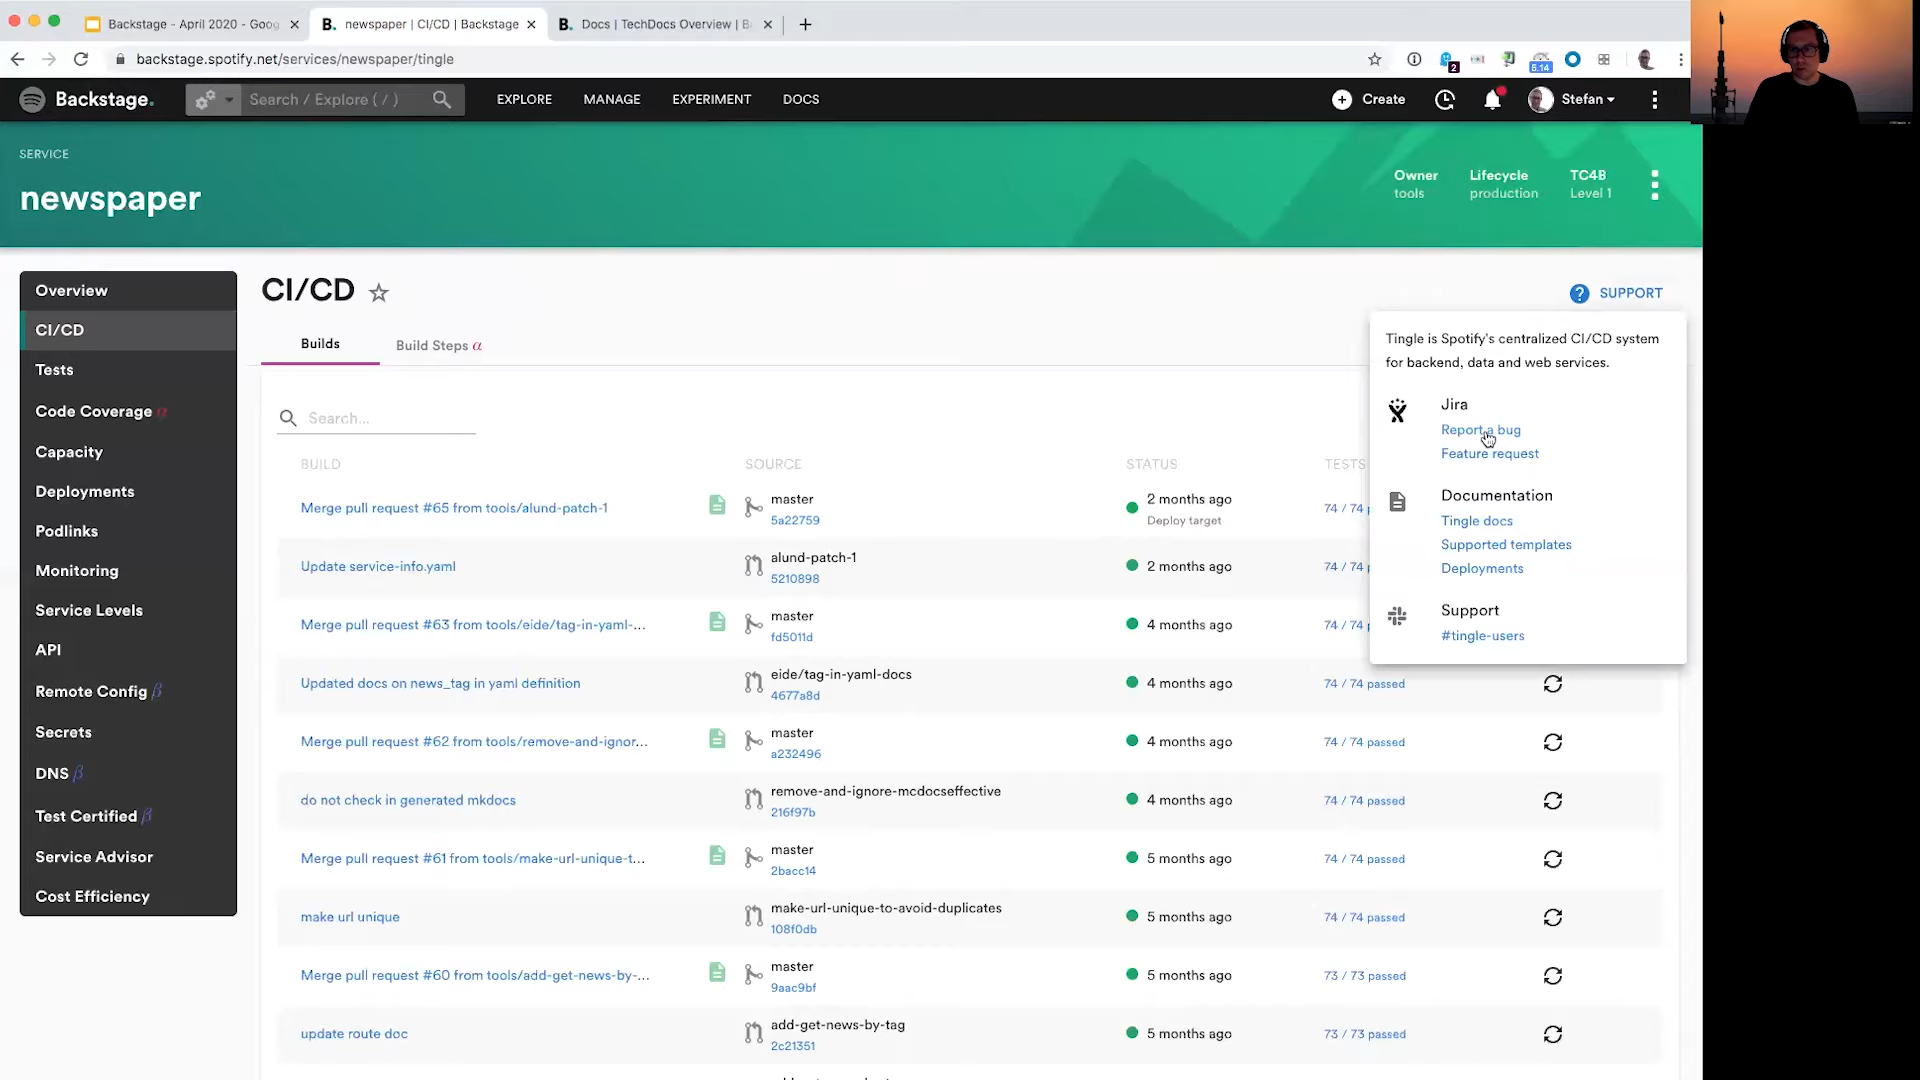 Backstage - April 2020 - Goog
newspaper | CI/CD | Backstage
Docs | TechDocs Overview | B
backstage.spotify.net/services/newspaper/tingle
2
5.14
Backstage.
Search / Explore ( / )
EXPLORE
MANAGE
EXPERIMENT
DOCS
Create
Stefan
SERVICE
newspaper
Owner
tools
Lifecycle
production
TC4B
Level 1
Overview
CI/CD
Tests
Code Coverage α
Capacity
Deployments
Podlinks
Monitoring
Service Levels
API
Remote Config β
Secrets
DNS β
Test Certified β
Service Advisor
Cost Efficiency
CI/CD
SUPPORT
Builds
Build Steps α
Search...
BUILD
SOURCE
STATUS
TESTS
Merge pull request #65 from tools/alund-patch-1
master
5a22759
2 months ago
Deploy target
74 / 74 p
Update service-info.yaml
alund-patch-1
5210898
2 months ago
74 / 74 p
Merge pull request #63 from tools/eide/tag-in-yaml-...
master
fd5011d
4 months ago
74 / 74 p
Updated docs on news_tag in yaml definition
eide/tag-in-yaml-docs
4677a8d
4 months ago
74 / 74 passed
Merge pull request #62 from tools/remove-and-ignor...
master
a232496
4 months ago
74 / 74 passed
do not check in generated mkdocs
remove-and-ignore-mcdocseffective
216f97b
4 months ago
74 / 74 passed
Merge pull request #61 from tools/make-url-unique-t...
master
2bacc14
5 months ago
74 / 74 passed
make url unique
make-url-unique-to-avoid-duplicates
108f0db
5 months ago
74 / 74 passed
Merge pull request #60 from tools/add-get-news-by-...
master
9aac9bf
5 months ago
73 / 73 passed
update route doc
add-get-news-by-tag
2c21351
5 months ago
73 / 73 passed
Tingle is Spotify's centralized CI/CD system
for backend, data and web services.
Jira
Report a bug
Feature request
Documentation
Tingle docs
Supported templates
Deployments
Support
#tingle-users